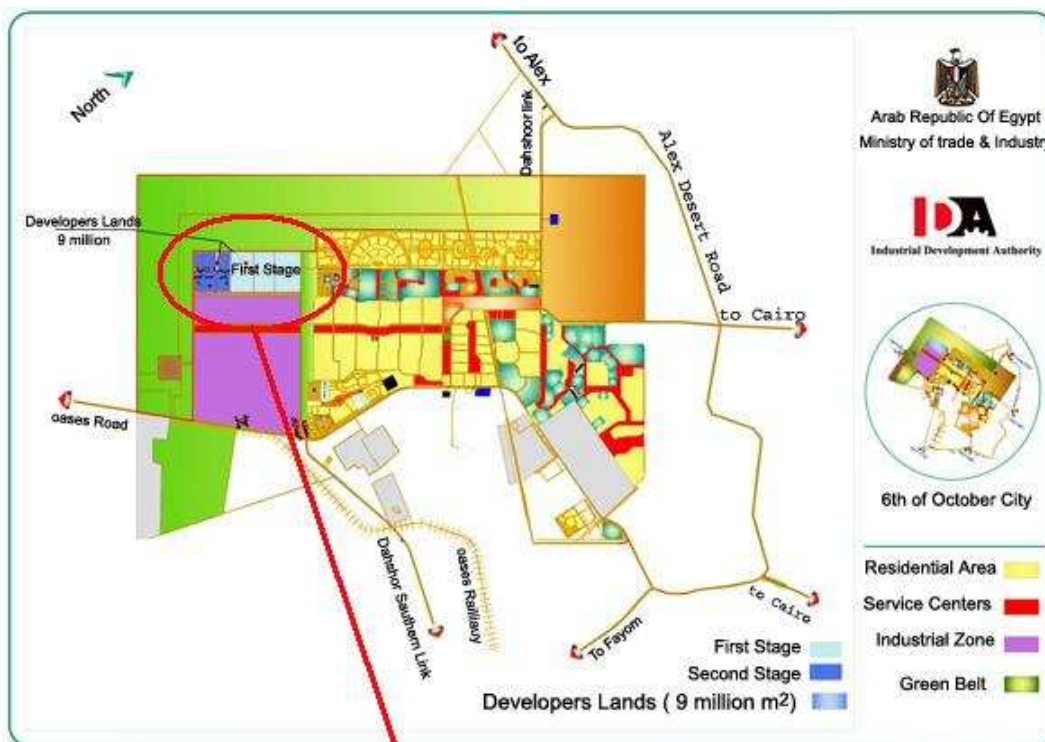 to Alex
North
Dahshoor link
Alex Desert Road
Developers Lands
9 million
First Stage
to Cairo
oases Road
Dahshor Sauthern Link
oases Railliauy
To Fayom
to Cairo
First Stage
Second Stage
Developers Lands ( 9 million m2)
Arab Republic Of Egypt
Ministry of trade & Industry
IDA
Industrial Development Authority
6th of October City
Residential Area
Service Centers
Industrial Zone
Green Belt